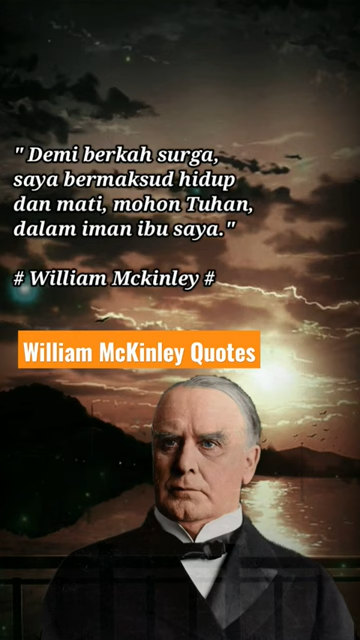 " Demi berkah surga,
saya bermaksud hidup
dan mati, mohon Tuhan,
dalam iman ibu saya."
# William Mckinley #
William McKinley Quotes